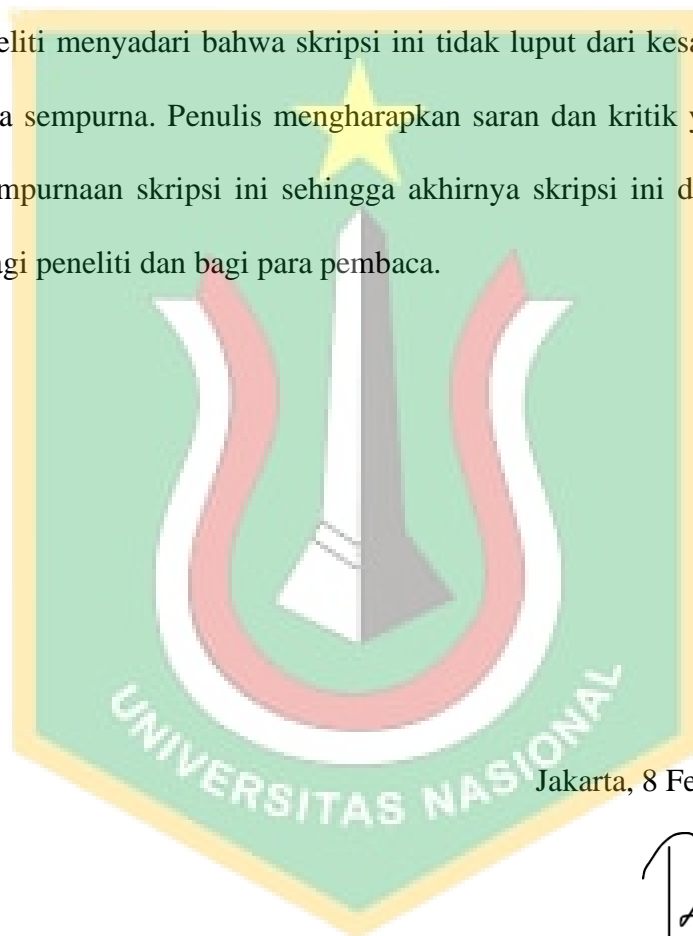 eliti menyadari bahwa skripsi ini tidak luput dari kesa
a sempurna. Penulis mengharapkan saran dan kritik y
mpurnaan skripsi ini sehingga akhirnya skripsi ini d
agi peneliti dan bagi para pembaca.
UNIVERSITAS NASIONAL
Jakarta, 8 Fe